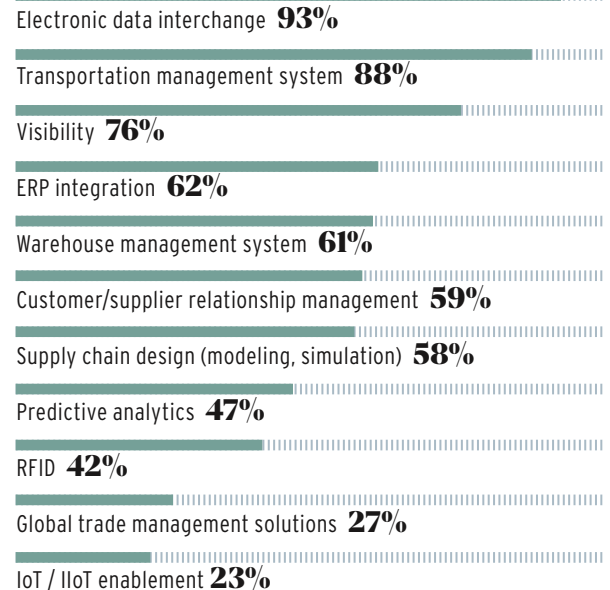 Electronic data interchange 93%
Transportation management system 88%
Visibility 76%
ERP integration 62%
Warehouse management system 61%
Customer/supplier relationship management 59%
Supply chain design (modeling, simulation) 58%
Predictive analytics 47%
RFID 42%
Global trade management solutions 27%
IoT / IIoT enablement 23%